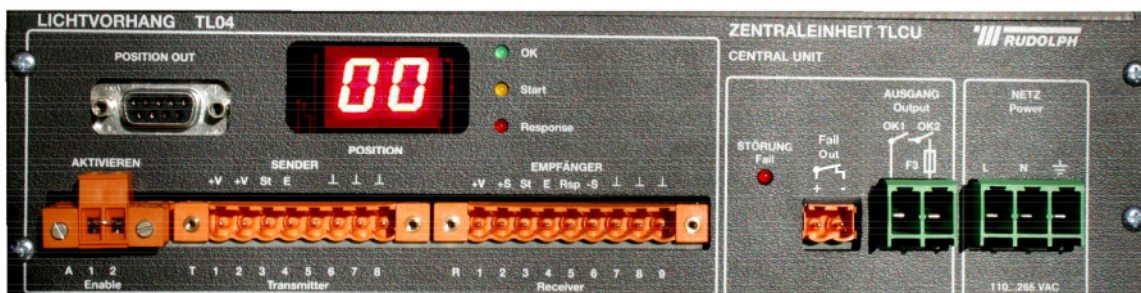 LICHTVORHANG TL04
POSITION OUT
00
POSITION
OK
Start
Response
AKTIVIEREN
A 1 2
Enable
SENDER
+V +V St E ⊥ ⊥ ⊥
T 1 2 3 4 5 6 7 8
Transmitter
EMPFÄNGER
+V +S St E Rsp -S ⊥ ⊥ ⊥
R 1 2 3 4 5 6 7 8 9
Receiver
ZENTRALEINHEIT TLCU
CENTRAL UNIT
RUDOLPH
STÖRUNG
Fail
Fail
Out
+ -
AUSGANG
Output
OK1 OK2
F3
NETZ
Power
L N
110...265 VAC